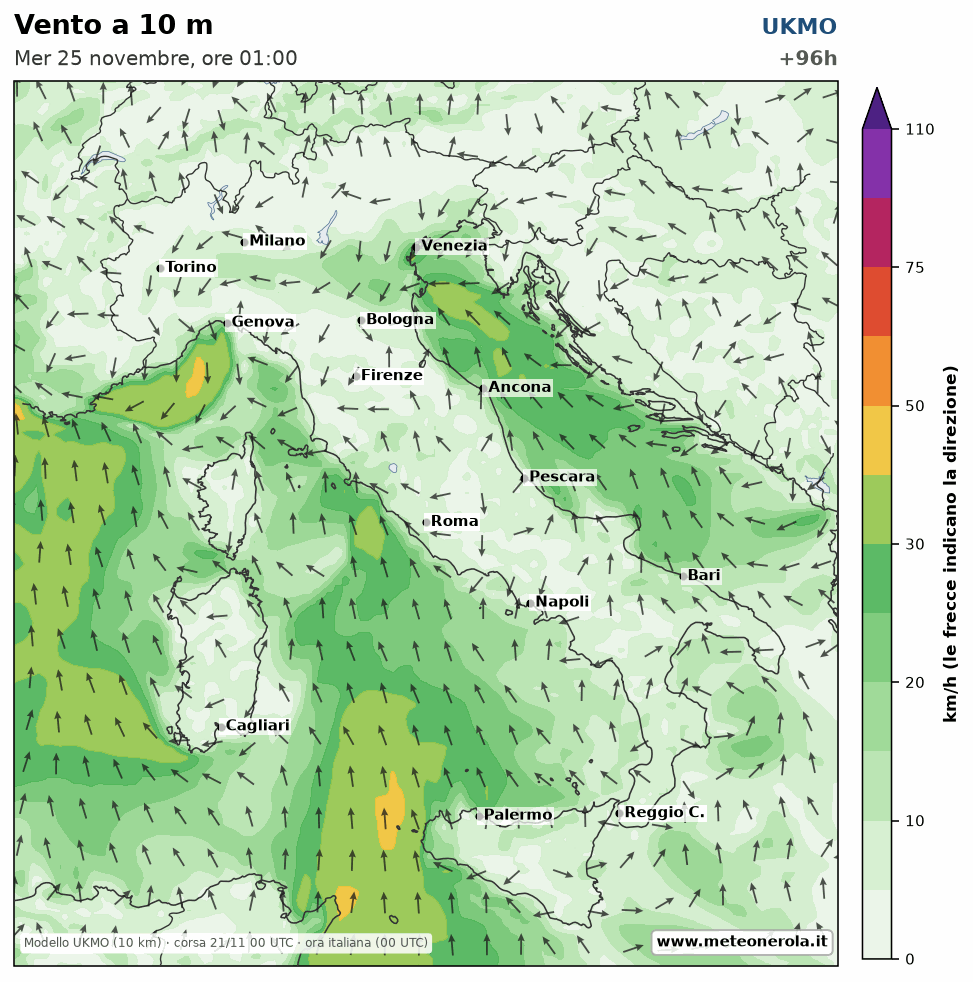 Vento a 10 m
UKMO
Mer 25 novembre, ore 01:00
+96h
Milano
Venezia
Torino
Genova
Bologna
Firenze
Ancona
Pescara
Roma
Bari
Napoli
Cagliari
Palermo
Reggio C.
Modello UKMO (10 km) · corsa 21/11 00 UTC · ora italiana (00 UTC)
www.meteonerola.it
110
75
50
30
20
10
0
km/h (le frecce indicano la direzione)